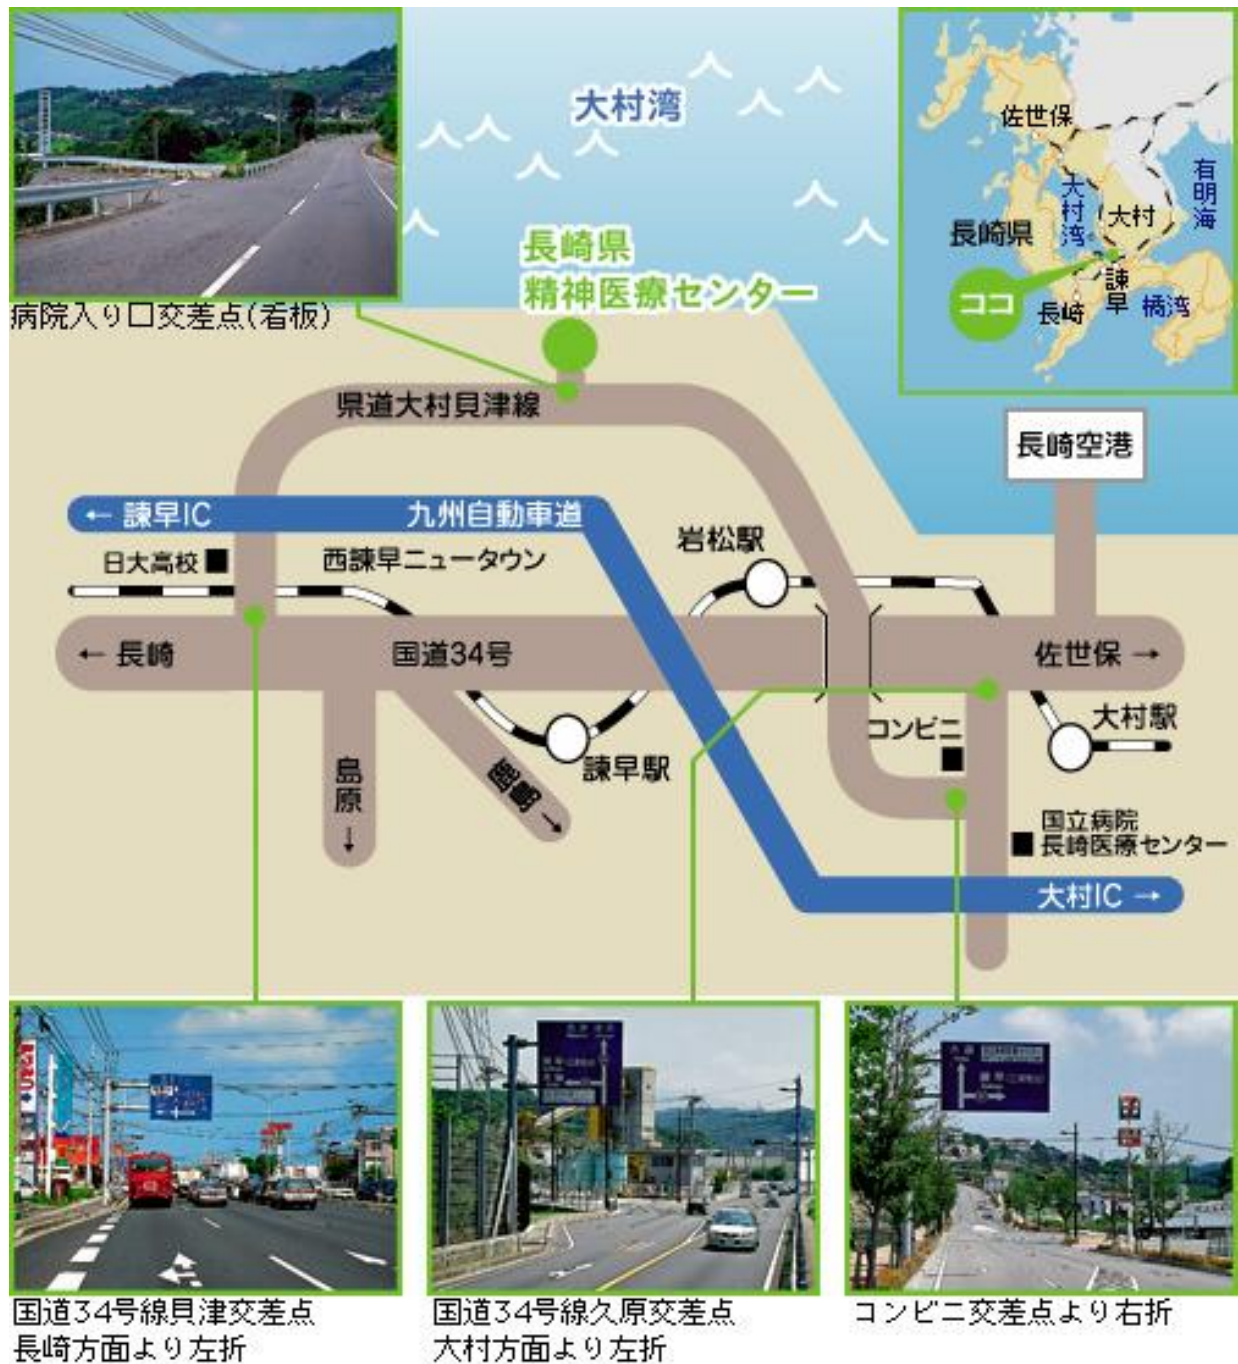 大村湾
佐世保
有明海
大村湾
大村
長崎県
諫早
ココ
長崎
橘湾
長崎県
精神医療センター
病院入り口交差点(看板)
県道大村貝津線
長崎空港
← 諫早IC
九州自動車道
岩松駅
日大高校
西諫早ニュータウン
← 長崎
国道34号
佐世保 →
コンビニ
大村駅
島原 →
鹿島 →
諫早駅
国立病院
長崎医療センター
大村IC →
国道34号線貝津交差点
長崎方面より左折
国道34号線久原交差点
大村方面より左折
コンビニ交差点より右折